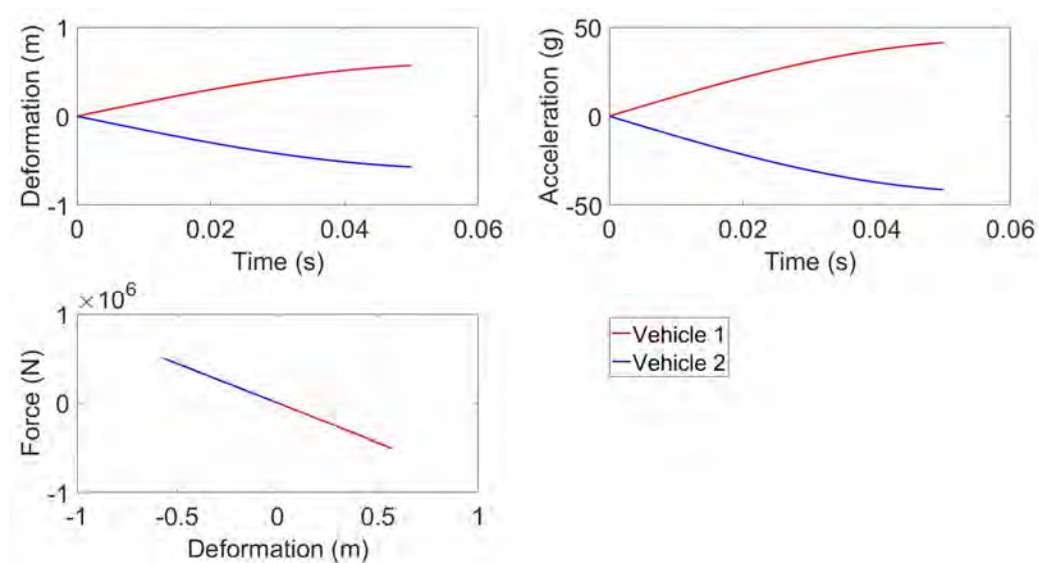 1
50
Deformation (m)
0
Acceleration (g)
0
-1
-50
0
0.02
0.04
0.06
0
0.02
0.04
0.06
Time (s)
Time (s)
×10⁶
1
Vehicle 1
Vehicle 2
Force (N)
0
-1
-1
-0.5
0
0.5
1
Deformation (m)